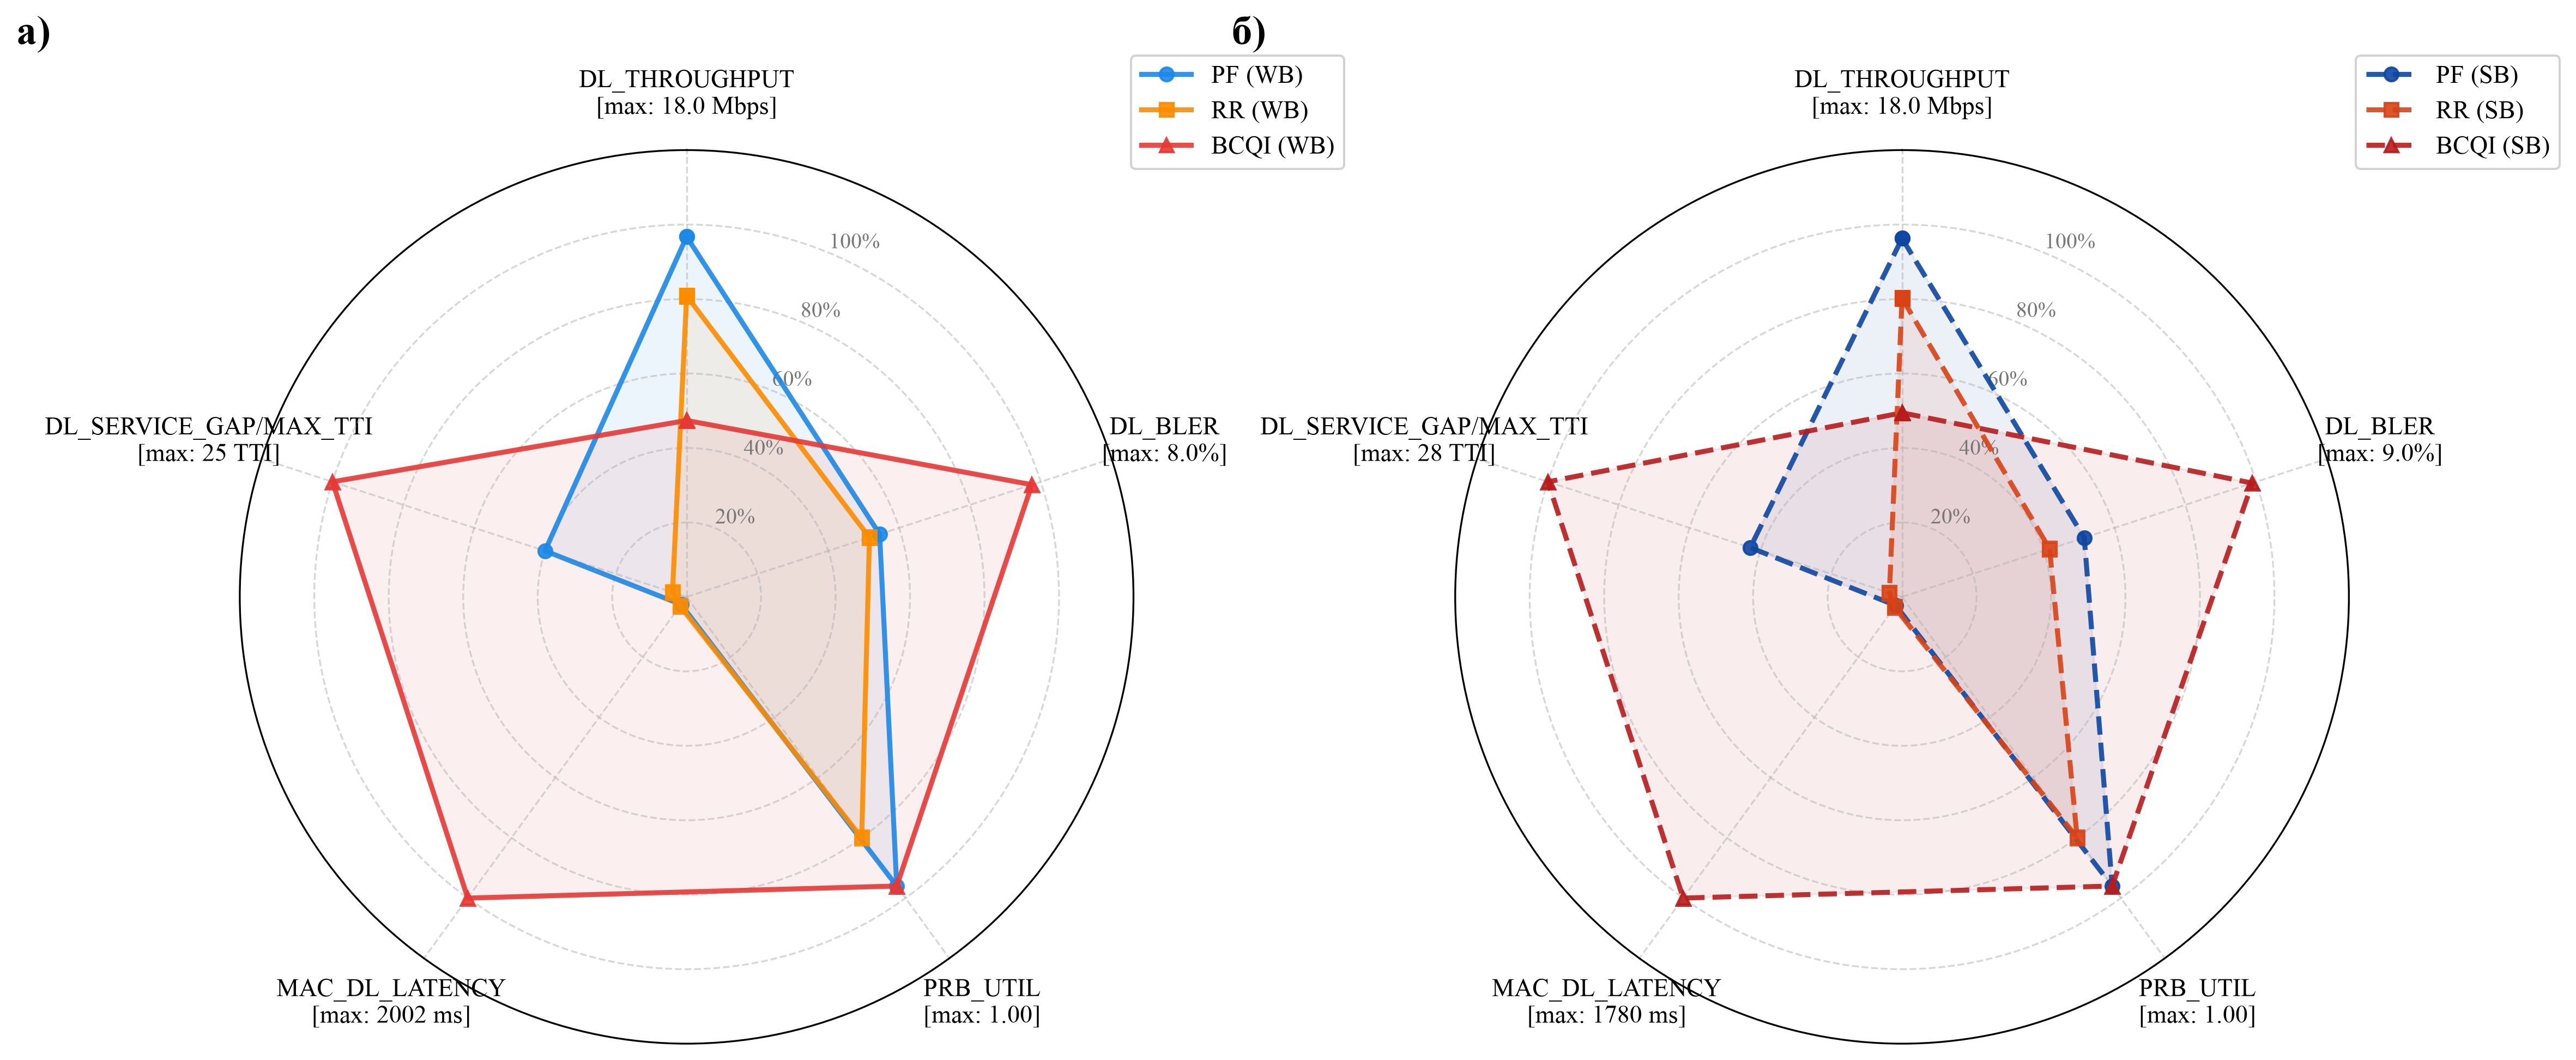 а)
PF (WB)
RR (WB)
BCQI (WB)
DL_THROUGHPUT
[max: 18.0 Mbps]
100%
80%
60%
40%
20%
DL_SERVICE_GAP/MAX_TTI
[max: 25 TTI]
DL_BLER
[max: 8.0%]
MAC_DL_LATENCY
[max: 2002 ms]
PRB_UTIL
[max: 1.00]
б)
PF (SB)
RR (SB)
BCQI (SB)
DL_THROUGHPUT
[max: 18.0 Mbps]
100%
80%
60%
40%
20%
DL_SERVICE_GAP/MAX_TTI
[max: 28 TTI]
DL_BLER
[max: 9.0%]
MAC_DL_LATENCY
[max: 1780 ms]
PRB_UTIL
[max: 1.00]